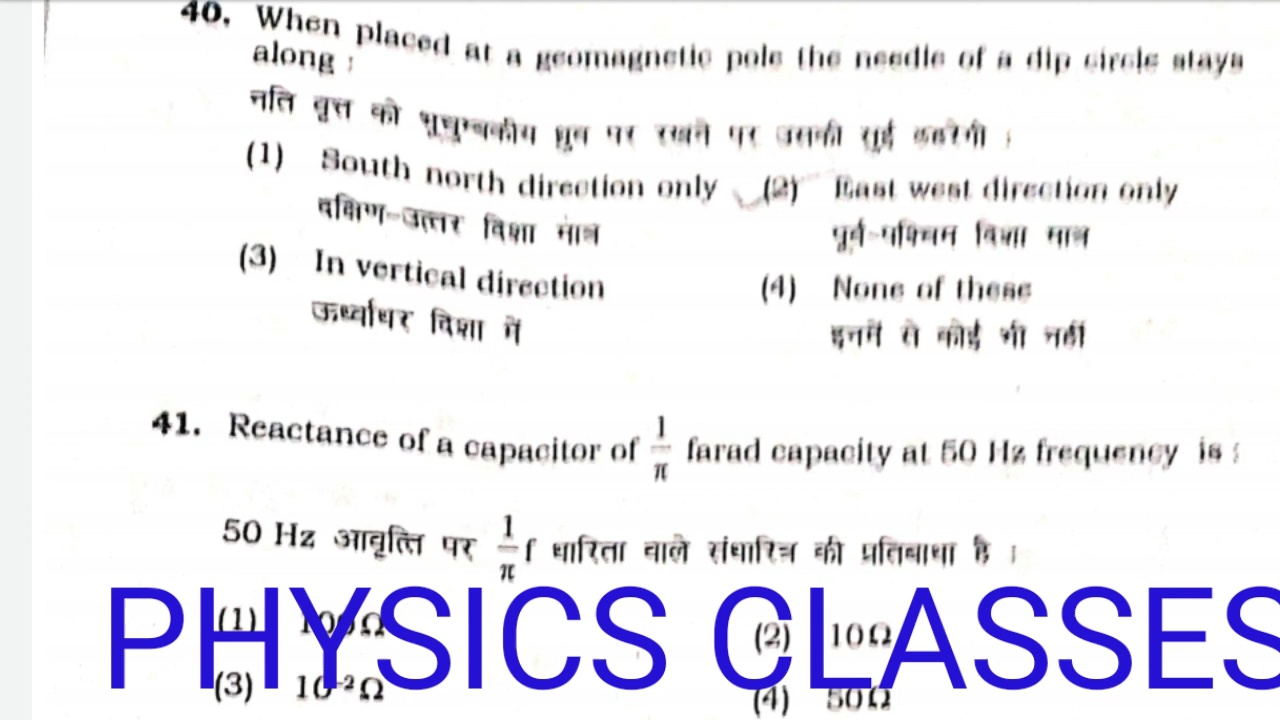 40. When placed at a geomagnetic pole the needle of a dip circle stays
along :
नति वृत्त को भूचुम्बकीय ध्रुव पर रखने पर उसकी सुई ठहरेगी :
(1) South north direction only (2) East west direction only
दक्षिण-उत्तर दिशा मात्र पूर्व-पश्चिम दिशा मात्र
(3) In vertical direction (4) None of these
ऊर्ध्वाधर दिशा में इनमें से कोई भी नहीं
41. Reactance of a capacitor of 1/π farad capacity at 50 Hz frequency is :
50 Hz आवृत्ति पर 1/π f धारिता वाले संधारित्र की प्रतिबाधा है :
(1) 100 Ω (2) 10Ω
PHYSICS CLASSES
(3) 10⁻² Ω (4) 50Ω